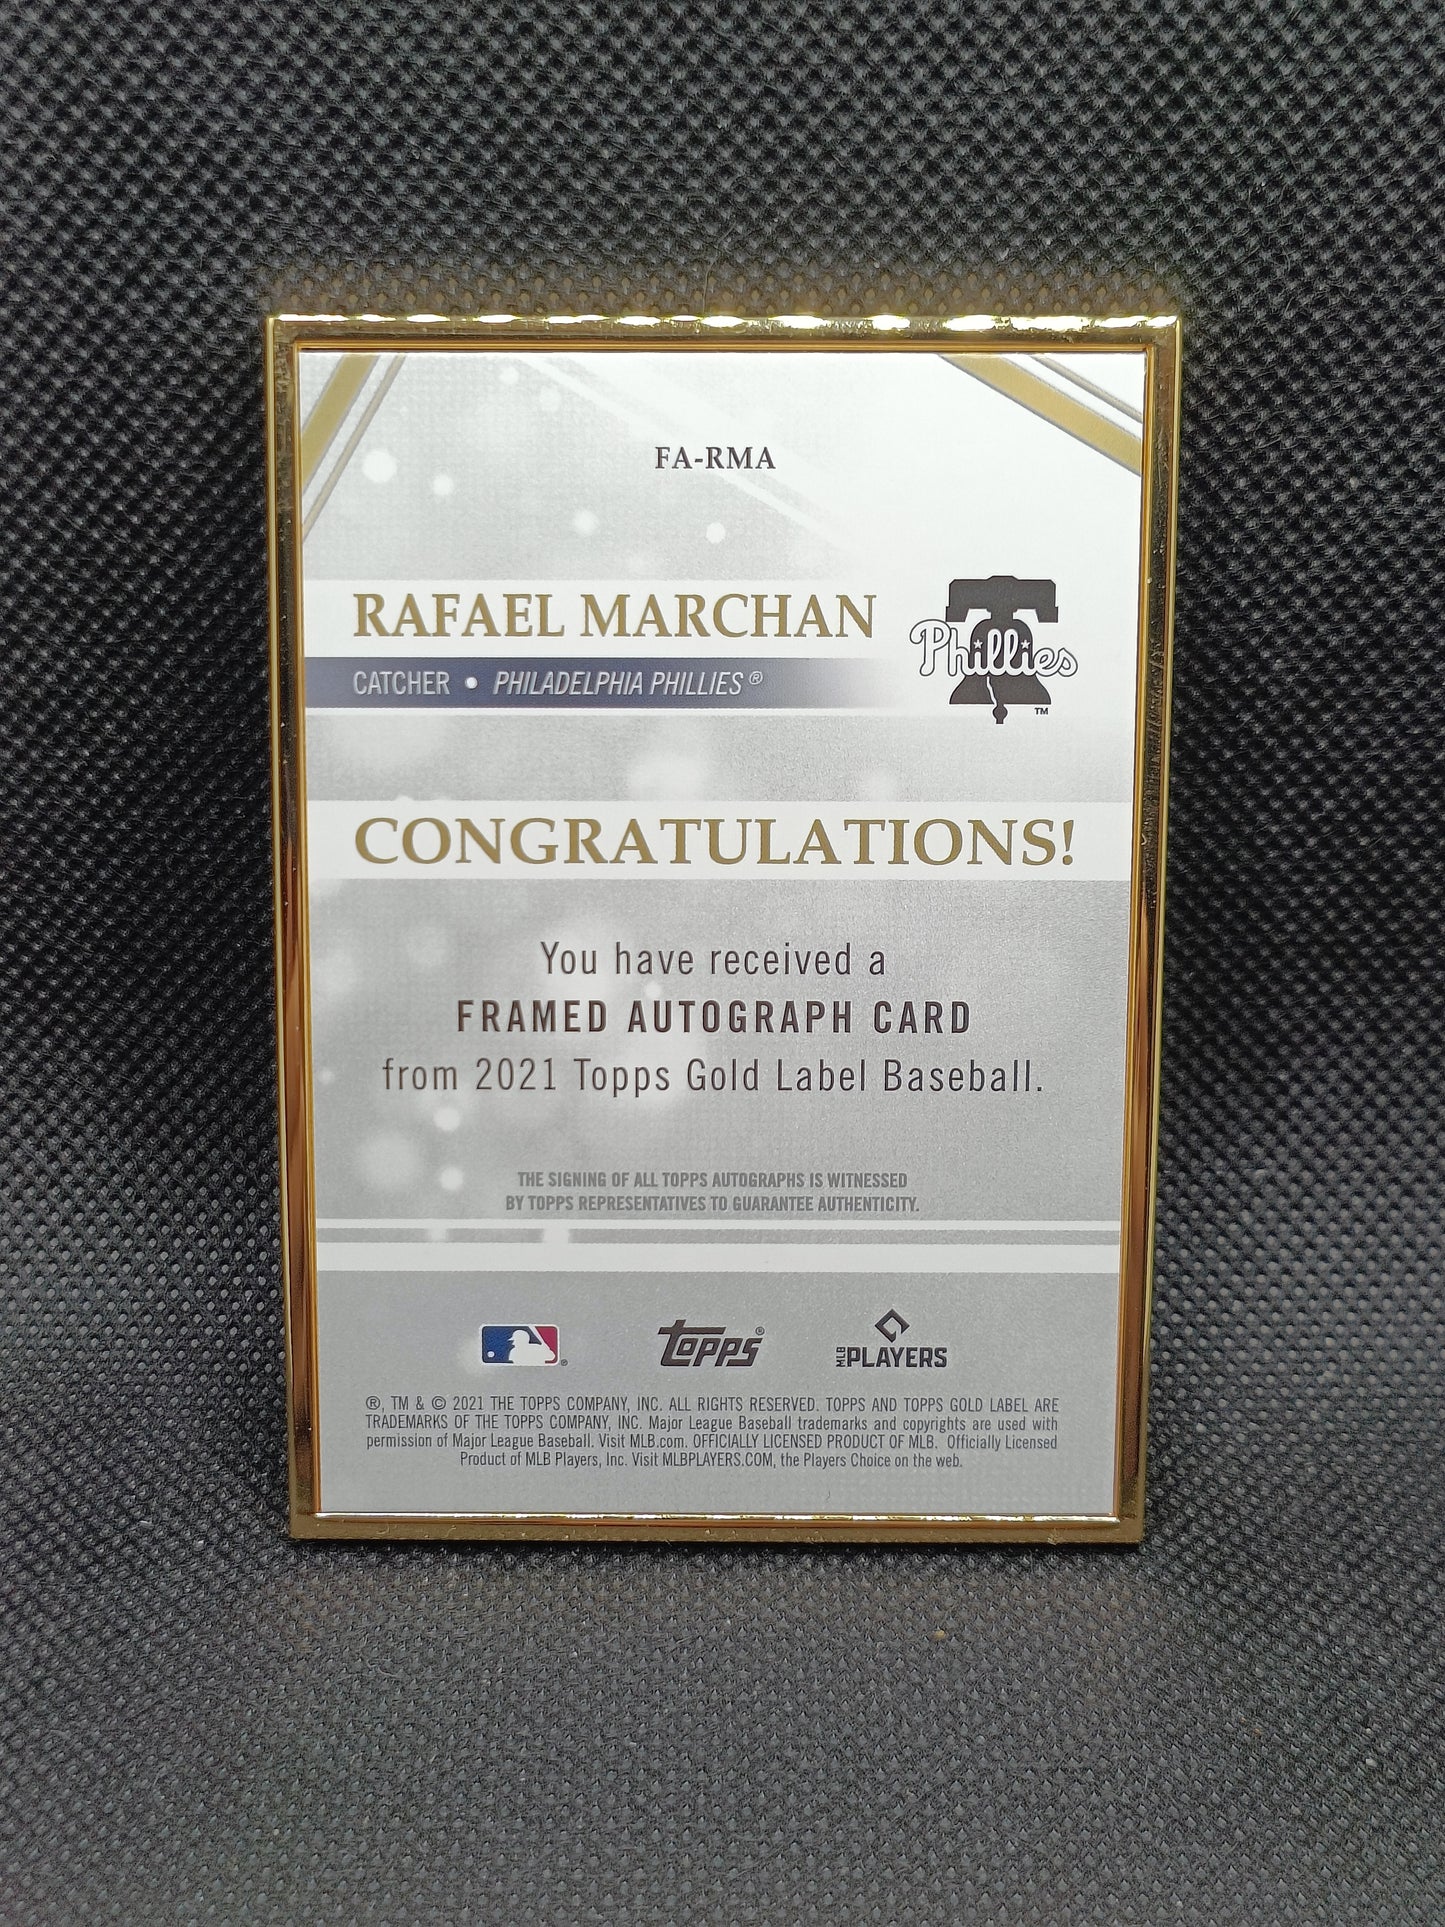 FA-RMA
RAFAEL MARCHAN
CATCHER • PHILADELPHIA PHILLIES®
Phillies
TM
CONGRATULATIONS!
You have received a
FRAMED AUTOGRAPH CARD
from 2021 Topps Gold Label Baseball.
THE SIGNING OF ALL TOPPS AUTOGRAPHS IS WITNESSED
BY TOPPS REPRESENTATIVES TO GUARANTEE AUTHENTICITY.
®
topps®
MLB PLAYERS
®, TM & © 2021 THE TOPPS COMPANY, INC. ALL RIGHTS RESERVED. TOPPS AND TOPPS GOLD LABEL ARE
TRADEMARKS OF THE TOPPS COMPANY, INC. Major League Baseball trademarks and copyrights are used with
permission of Major League Baseball. Visit MLB.com. OFFICIALLY LICENSED PRODUCT OF MLB. Officially Licensed
Product of MLB Players, Inc. Visit MLBPLAYERS.COM, the Players Choice on the web.